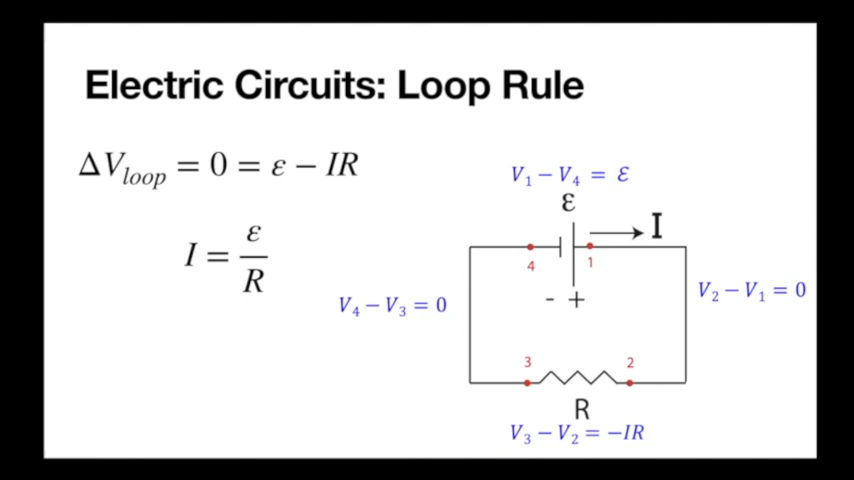 Electric Circuits: Loop Rule
ΔV_loop = 0 = ε − IR
I = ε/R
V₁ − V₄ = ℰ
ε
I
4
1
- +
V₂ − V₁ = 0
V₄ − V₃ = 0
3
2
R
V₃ − V₂ = −IR